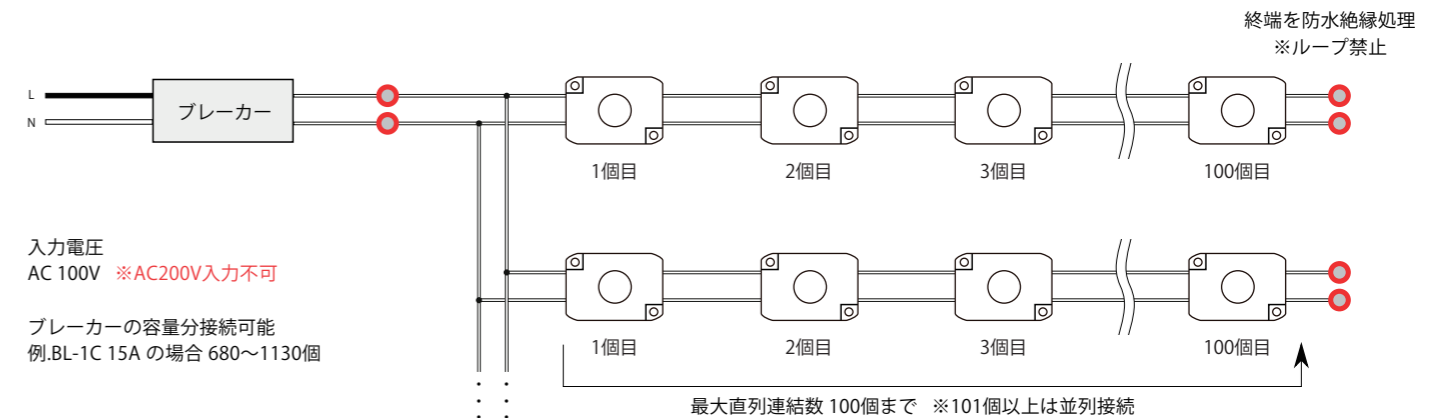 終端を防水絶縁処理
※ループ禁止
L
N
ブレーカー
1個目
2個目
3個目
100個目
入力電圧
AC 100V ※AC200V入力不可
ブレーカーの容量分接続可能
例.BL-1C 15A の場合 680～1130個
1個目
2個目
3個目
100個目
最大直列連結数 100個まで ※101個以上は並列接続